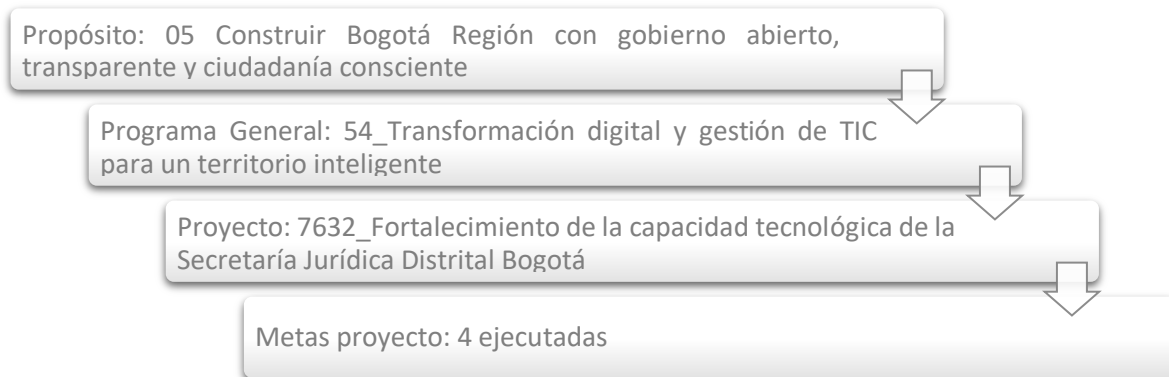 Propósito: 05 Construir Bogotá Región con gobierno abierto,
transparente y ciudadanía consciente
Programa General: 54_Transformación digital y gestión de TIC
para un territorio inteligente
Proyecto: 7632_Fortalecimiento de la capacidad tecnológica de la
Secretaría Jurídica Distrital Bogotá
Metas proyecto: 4 ejecutadas